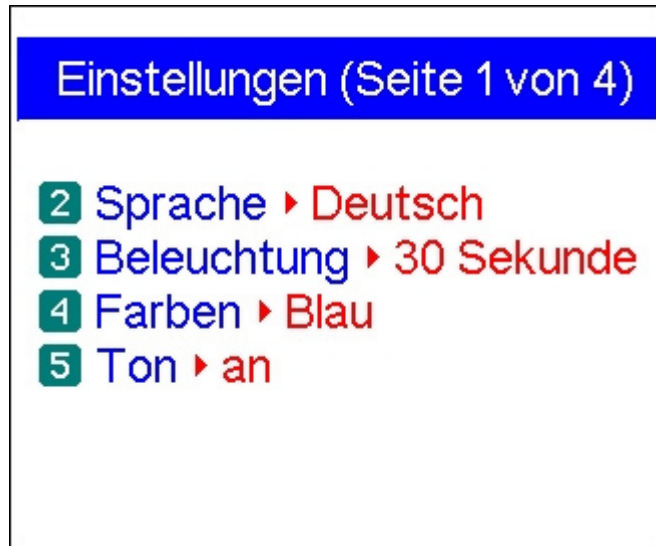 Einstellungen (Seite 1 von 4)
2 Sprache ▸ Deutsch
3 Beleuchtung ▸ 30 Sekunde
4 Farben ▸ Blau
5 Ton ▸ an